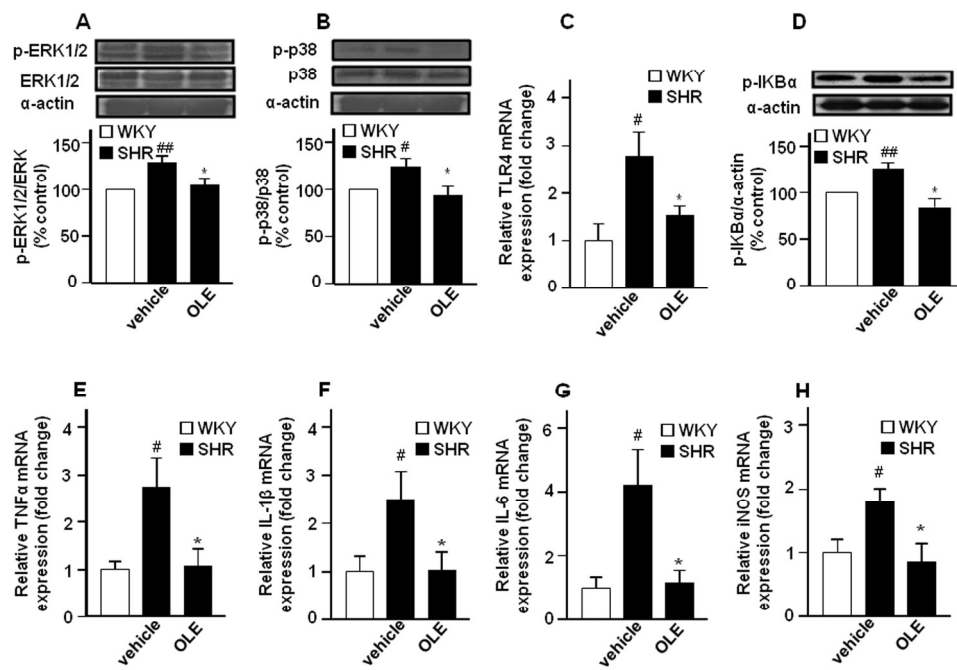 A
p-ERK1/2
ERK1/2
α-actin
WKY
SHR
150
100
50
0
p-ERK1/2/ERK
(% control)
##
*
vehicle
OLE
B
p-p38
p38
α-actin
WKY
SHR
150
100
50
0
p-p38/p38
(% control)
#
*
vehicle
OLE
C
WKY
SHR
4
3
2
1
0
Relative TLR4 mRNA
expression (fold change)
#
*
vehicle
OLE
D
p-IKBα
α-actin
WKY
SHR
150
100
50
0
p-IKBα/α-actin
(% control)
##
*
vehicle
OLE
E
WKY
SHR
4
3
2
1
0
Relative TNFα mRNA
expression (fold change)
#
*
vehicle
OLE
F
WKY
SHR
4
3
2
1
0
Relative IL-1β mRNA
expression (fold change)
#
*
vehicle
OLE
G
WKY
SHR
6
4
2
0
Relative IL-6 mRNA
expression (fold change)
#
*
vehicle
OLE
H
WKY
SHR
3
2
1
0
Relative iNOS mRNA
expression (fold change)
#
*
vehicle
OLE